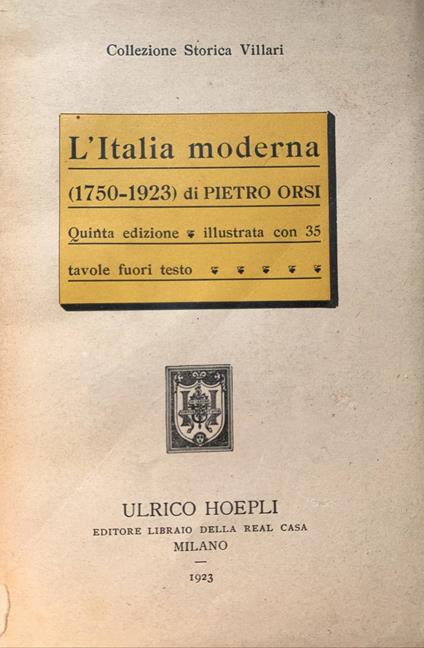 Collezione Storica Villari
L'Italia moderna
(1750-1923) di PIETRO ORSI
Quinta edizione ❦ illustrata con 35
tavole fuori testo ❦ ❦ ❦ ❦ ❦
ULRICO HOEPLI
EDITORE LIBRAIO DELLA REAL CASA
MILANO
—
1923